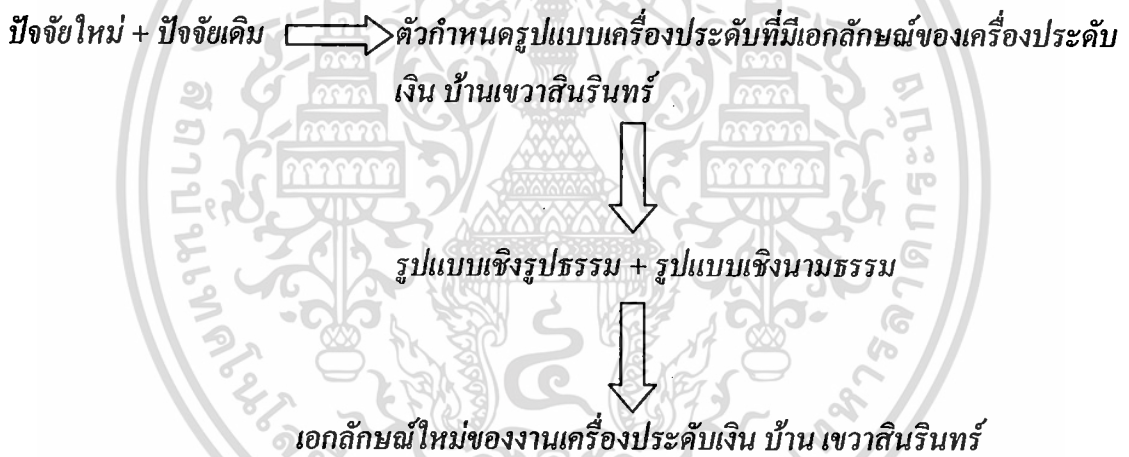 ปัจจัยใหม่ + ปัจจัยเดิม ตัวกำหนดรูปแบบเครื่องประดับที่มีเอกลักษณ์ของเครื่องประดับ
เงิน บ้านเขวาสินรินทร์
รูปแบบเชิงรูปธรรม + รูปแบบเชิงนามธรรม
เอกลักษณ์ใหม่ของงานเครื่องประดับเงิน บ้าน เขวาสินรินทร์